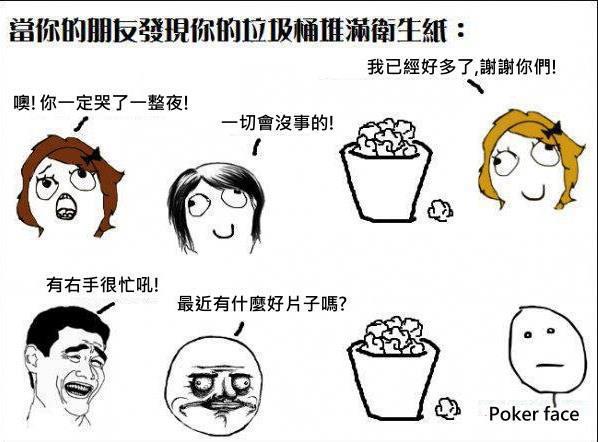 當你的朋友發現你的垃圾桶堆滿衛生紙：
我已經好多了,謝謝你們!
噢! 你一定哭了一整夜!
一切會沒事的!
有右手很忙吼!
最近有什麼好片子嗎?
Poker face